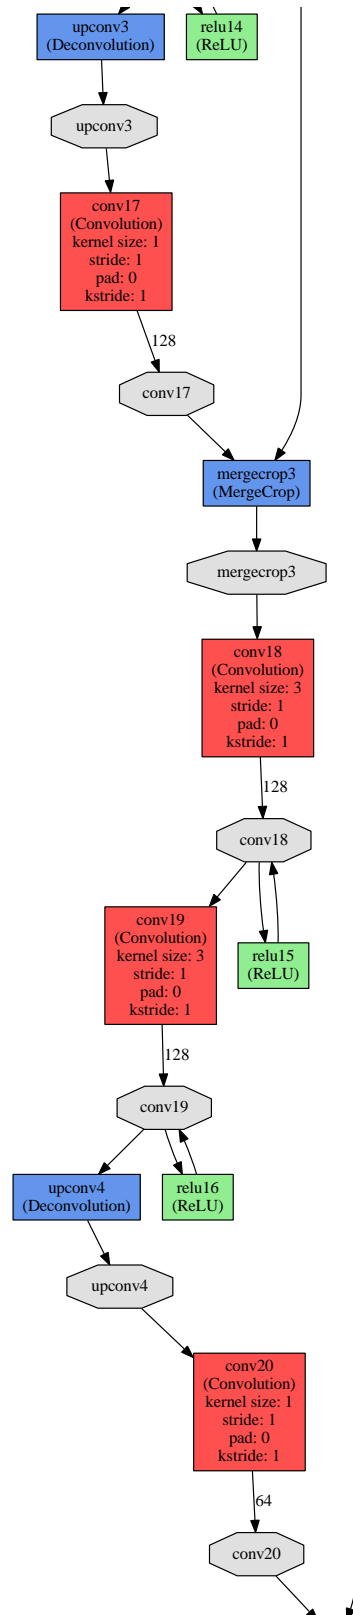 upconv3
(Deconvolution)
relu14
(ReLU)
upconv3
conv17
(Convolution)
kernel size: 1
stride: 1
pad: 0
kstride: 1
128
conv17
mergecrop3
(MergeCrop)
mergecrop3
conv18
(Convolution)
kernel size: 3
stride: 1
pad: 0
kstride: 1
128
conv18
conv19
(Convolution)
kernel size: 3
stride: 1
pad: 0
kstride: 1
relu15
(ReLU)
128
conv19
upconv4
(Deconvolution)
relu16
(ReLU)
upconv4
conv20
(Convolution)
kernel size: 1
stride: 1
pad: 0
kstride: 1
64
conv20